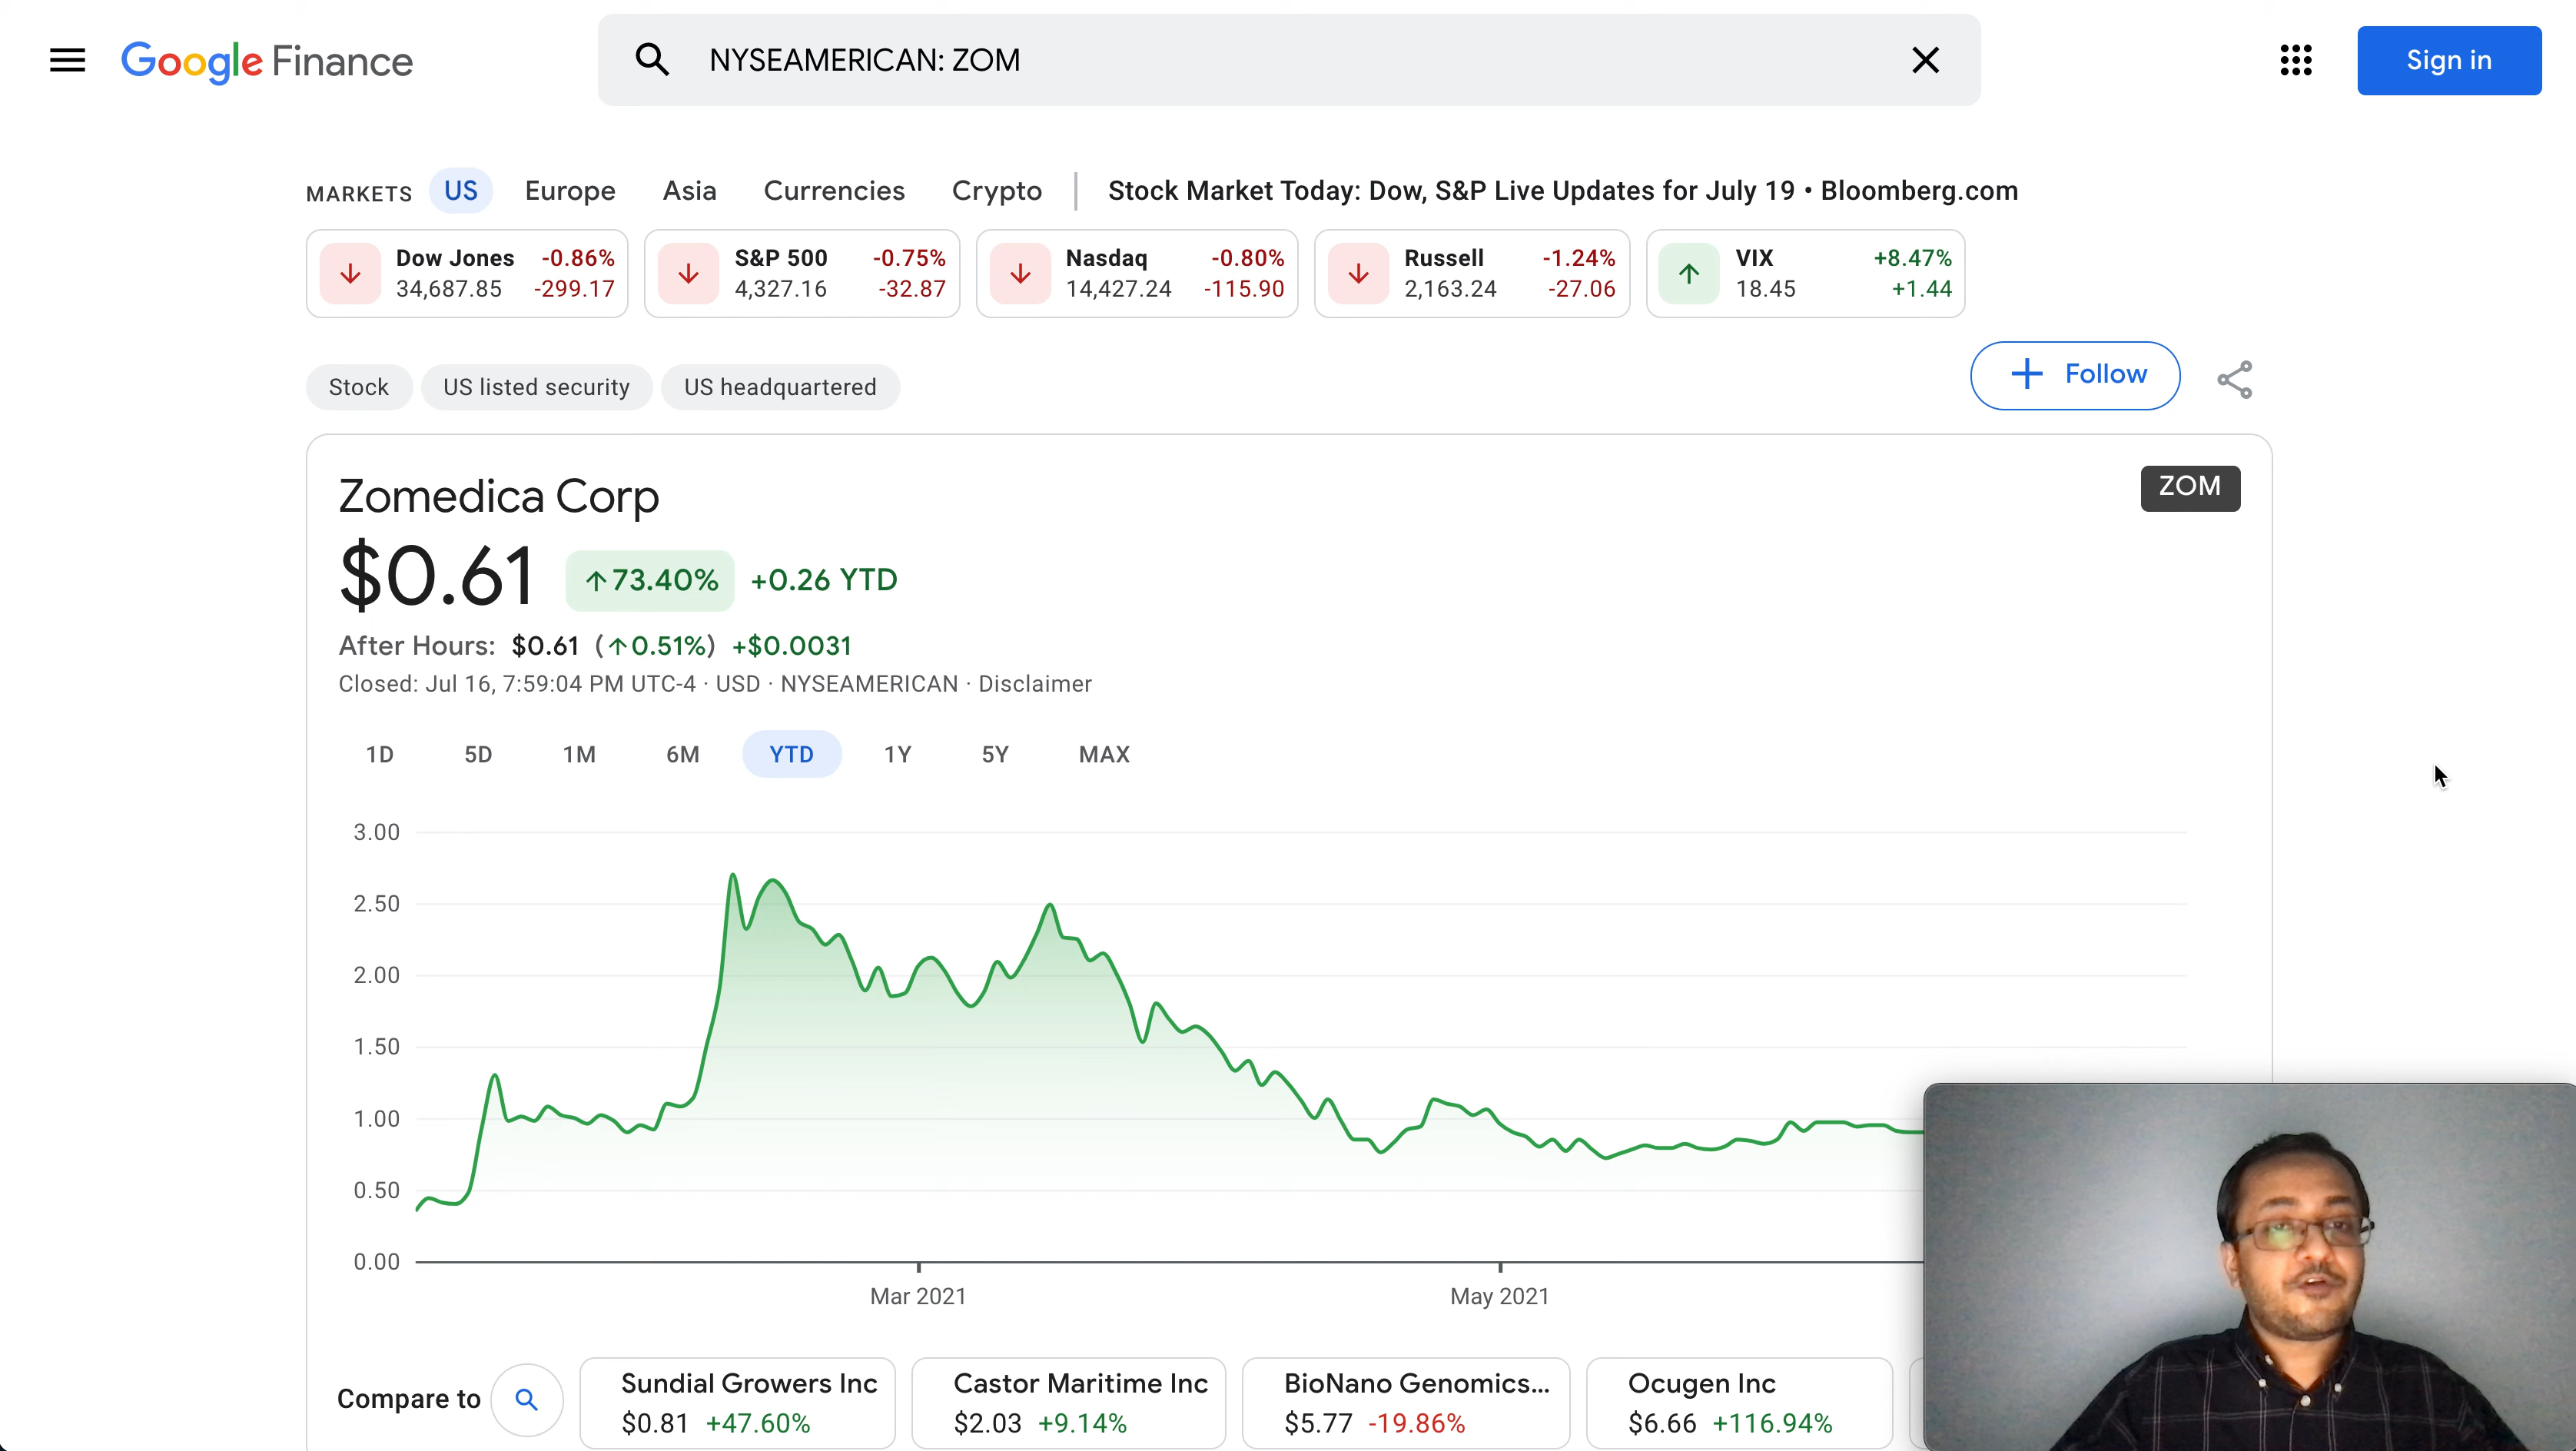 Google Finance
NYSEAMERICAN: ZOM
Sign in
MARKETS US Europe Asia Currencies Crypto Stock Market Today: Dow, S&P Live Updates for July 19 • Bloomberg.com
Dow Jones -0.86%
34,687.85 -299.17
S&P 500 -0.75%
4,327.16 -32.87
Nasdaq -0.80%
14,427.24 -115.90
Russell -1.24%
2,163.24 -27.06
VIX +8.47%
18.45 +1.44
Stock US listed security US headquartered
+ Follow
Zomedica Corp
ZOM
$0.61 ↑73.40% +0.26 YTD
After Hours: $0.61 (↑0.51%) +$0.0031
Closed: Jul 16, 7:59:04 PM UTC-4 · USD · NYSEAMERICAN · Disclaimer
1D 5D 1M 6M YTD 1Y 5Y MAX
3.00
2.50
2.00
1.50
1.00
0.50
0.00
Mar 2021 May 2021
Compare to
Sundial Growers Inc
$0.81 +47.60%
Castor Maritime Inc
$2.03 +9.14%
BioNano Genomics...
$5.77 -19.86%
Ocugen Inc
$6.66 +116.94%